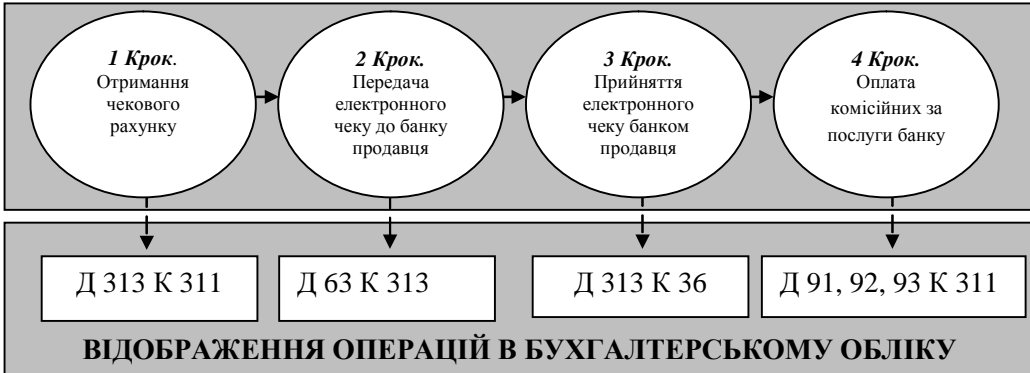 1 Крок.
Отримання
чекового
рахунку
2 Крок.
Передача
електронного
чеку до банку
продавця
3 Крок.
Прийняття
електронного
чеку банком
продавця
4 Крок.
Оплата
комісійних за
послуги банку
Д 313 К 311
Д 63 К 313
Д 313 К 36
Д 91, 92, 93 К 311
ВІДОБРАЖЕННЯ ОПЕРАЦІЙ В БУХГАЛТЕРСЬКОМУ ОБЛІКУ